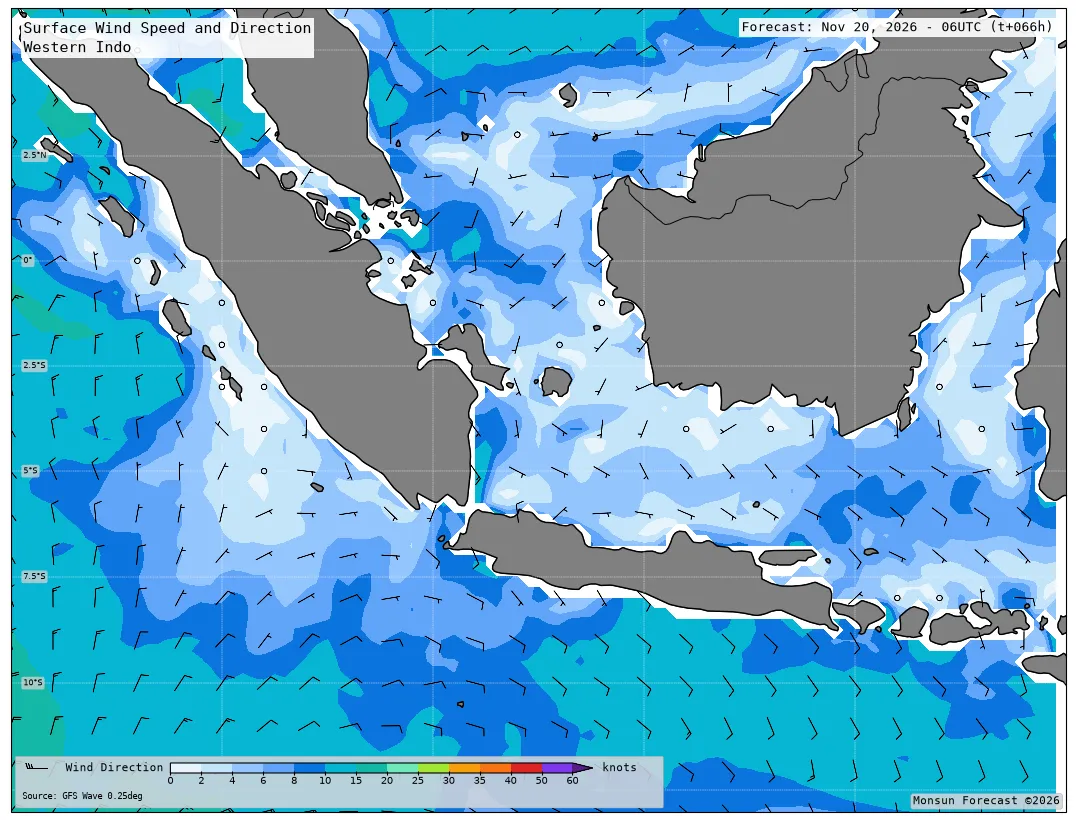 Surface Wind Speed and Direction
Western Indo
Forecast: Nov 20, 2026 - 06UTC (t+066h)
2.5°N
0°
2.5°S
5°S
7.5°S
10°S
Wind Direction
0 2 4 6 8 10 15 20 25 30 40 50 60
knots
Source: GFS Wave 0.25deg
Monsun Forecast ©2026